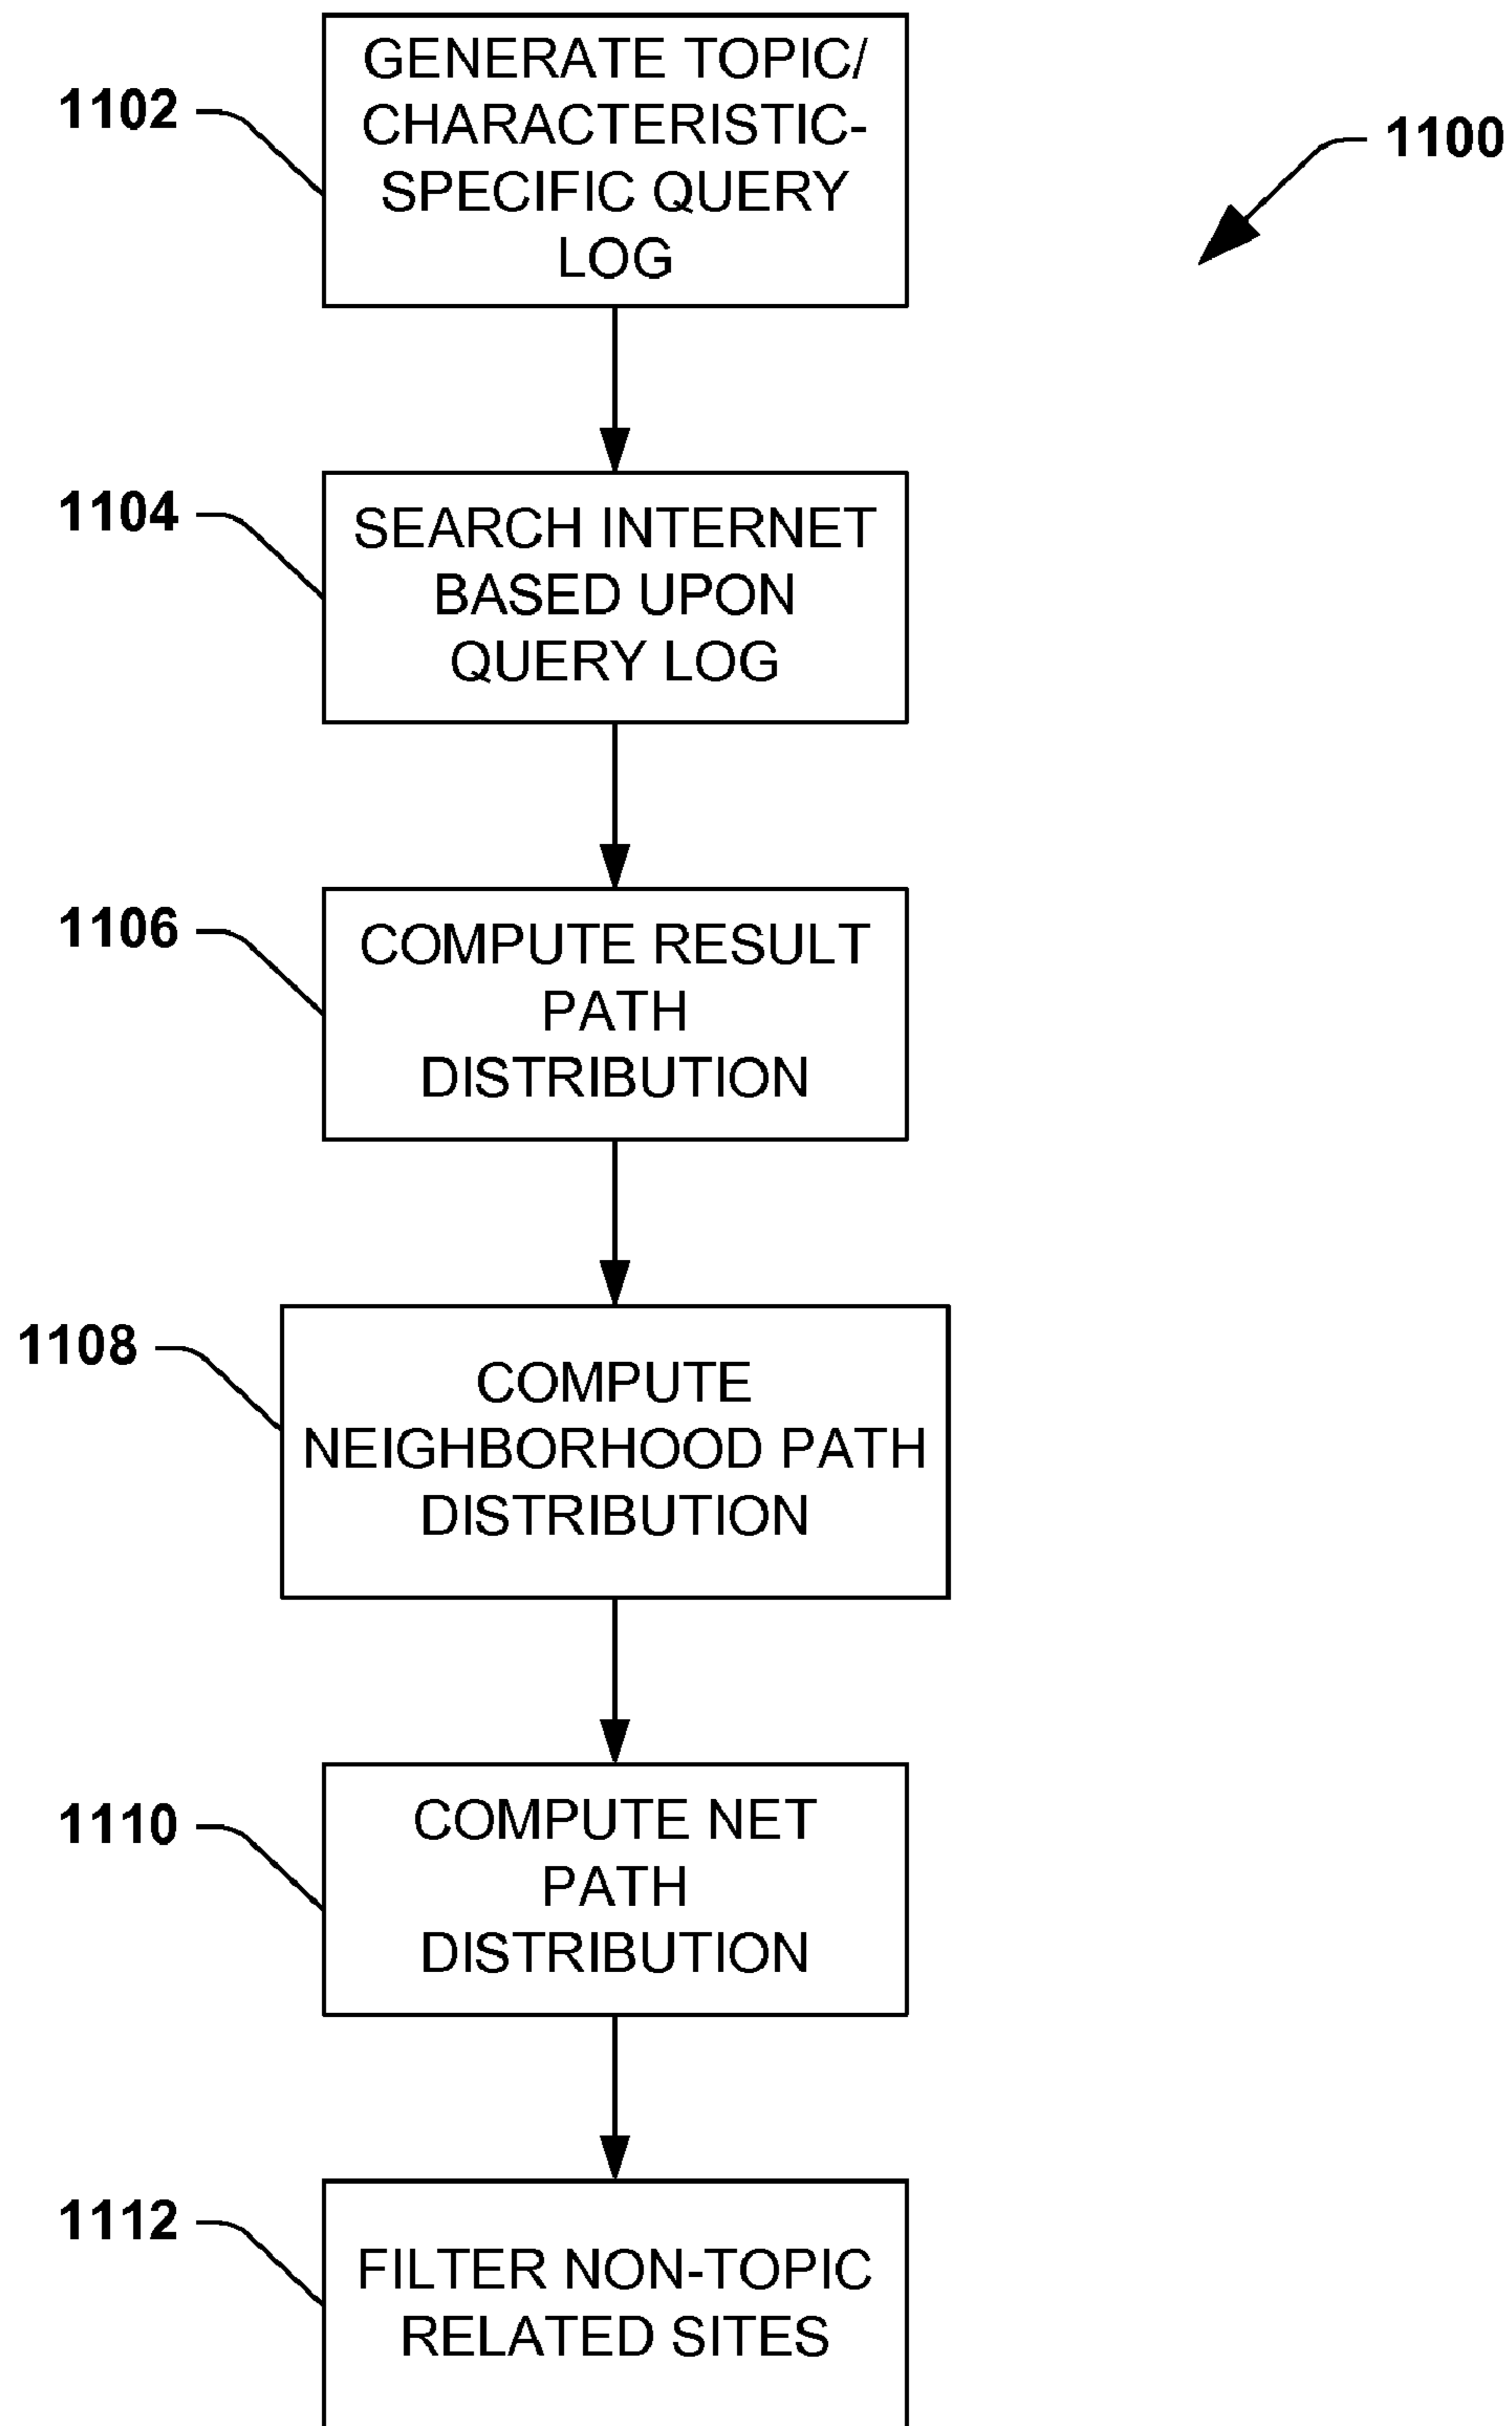 1100
1102
GENERATE TOPIC/
CHARACTERISTIC-
SPECIFIC QUERY
LOG
1104
SEARCH INTERNET
BASED UPON
QUERY LOG
1106
COMPUTE RESULT
PATH
DISTRIBUTION
1108
COMPUTE
NEIGHBORHOOD PATH
DISTRIBUTION
1110
COMPUTE NET
PATH
DISTRIBUTION
1112
FILTER NON-TOPIC
RELATED SITES